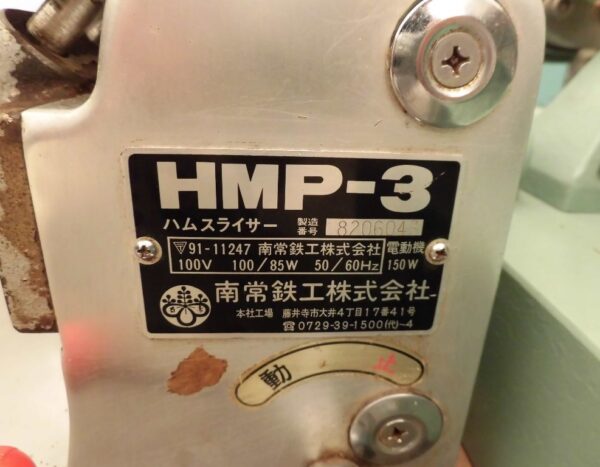 HMP-3
ハムスライサー 製造番号 820604
〒91-11247 南常鉄工株式会社 電動機
100V 100/85W 50/60Hz 150W
南常鉄工株式会社
本社工場 藤井寺市大井4丁目17番41号
☎0729-39-1500(代)~4
動 止